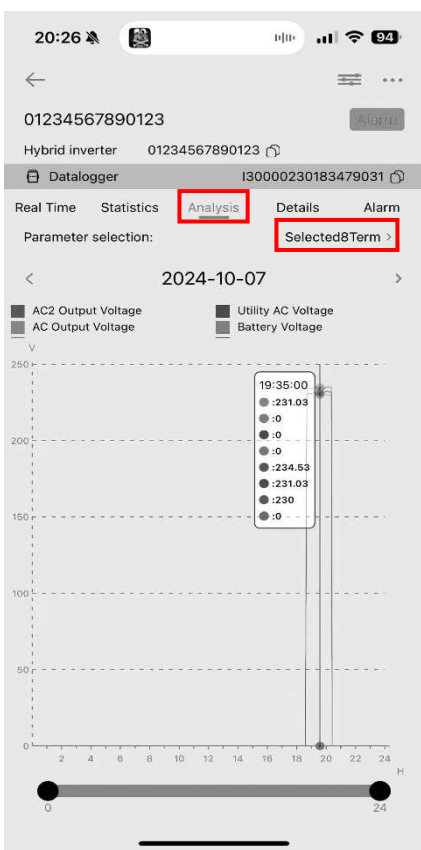 20:26 94
01234567890123 Alarm
Hybrid inverter 01234567890123
Datalogger I30000230183479031
Real Time Statistics Analysis Details Alarm
Parameter selection: Selected8Term >
< 2024-10-07 >
AC2 Output Voltage Utility AC Voltage
AC Output Voltage Battery Voltage
V
250
19:35:00
:231.03
:0
:0
200
:0
:234.53
:231.03
:230
150
:0
100
50
0
2 4 6 8 10 12 14 16 18 20 22 24
H
0 24